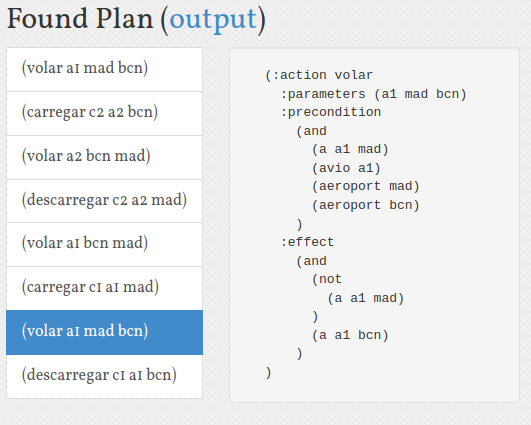 Found Plan (output)
(volar a1 mad bcn)
(carregar c2 a2 bcn)
(volar a2 bcn mad)
(descarregar c2 a2 mad)
(volar a1 bcn mad)
(carregar c1 a1 mad)
(volar a1 mad bcn)
(descarregar c1 a1 bcn)
(:action volar
  :parameters (a1 mad bcn)
  :precondition
    (and
      (a a1 mad)
      (avio a1)
      (aeroport mad)
      (aeroport bcn)
    )
  :effect
    (and
      (not
        (a a1 mad)
      )
      (a a1 bcn)
    )
)